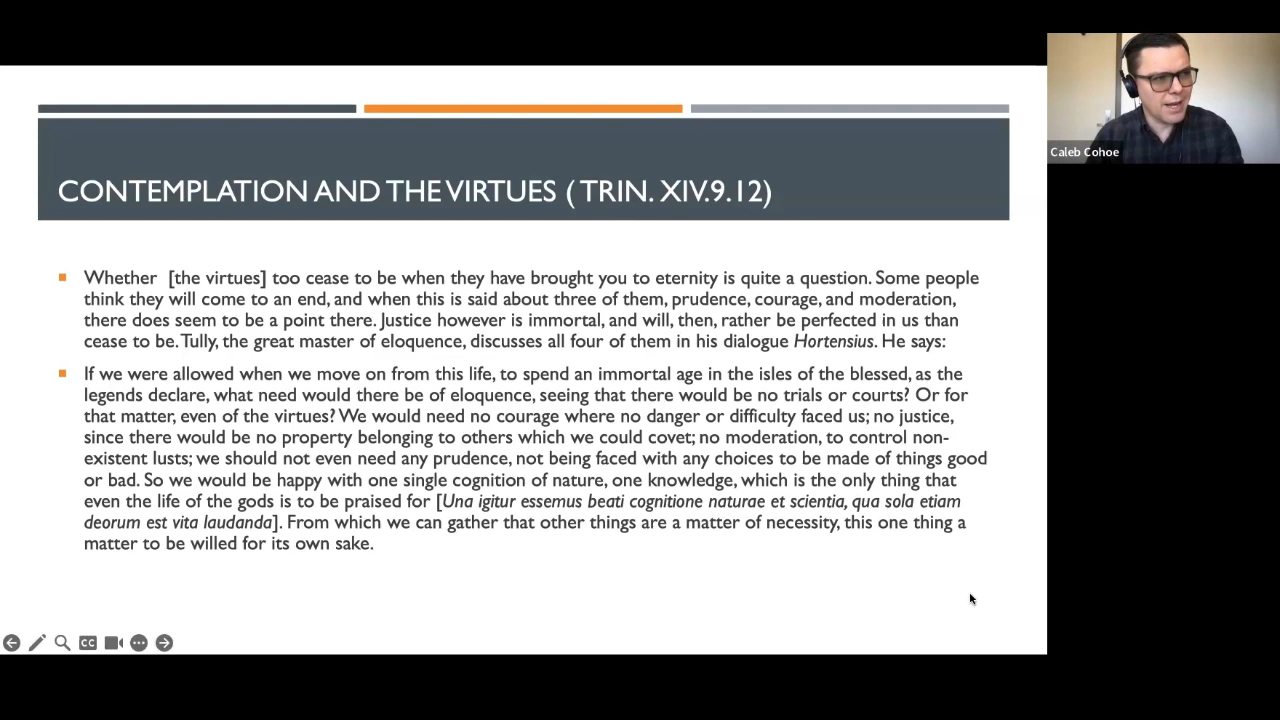 CONTEMPLATION AND THE VIRTUES ( TRIN. XIV.9.12)
Whether [the virtues] too cease to be when they have brought you to eternity is quite a question. Some people
think they will come to an end, and when this is said about three of them, prudence, courage, and moderation,
there does seem to be a point there. Justice however is immortal, and will, then, rather be perfected in us than
cease to be. Tully, the great master of eloquence, discusses all four of them in his dialogue Hortensius. He says:
If we were allowed when we move on from this life, to spend an immortal age in the isles of the blessed, as the
legends declare, what need would there be of eloquence, seeing that there would be no trials or courts? Or for
that matter, even of the virtues? We would need no courage where no danger or difficulty faced us; no justice,
since there would be no property belonging to others which we could covet; no moderation, to control non-
existent lusts; we should not even need any prudence, not being faced with any choices to be made of things good
or bad. So we would be happy with one single cognition of nature, one knowledge, which is the only thing that
even the life of the gods is to be praised for [Una igitur essemus beati cognitione naturae et scientia, qua sola etiam
deorum est vita laudanda]. From which we can gather that other things are a matter of necessity, this one thing a
matter to be willed for its own sake.
CC
Caleb Cohoe